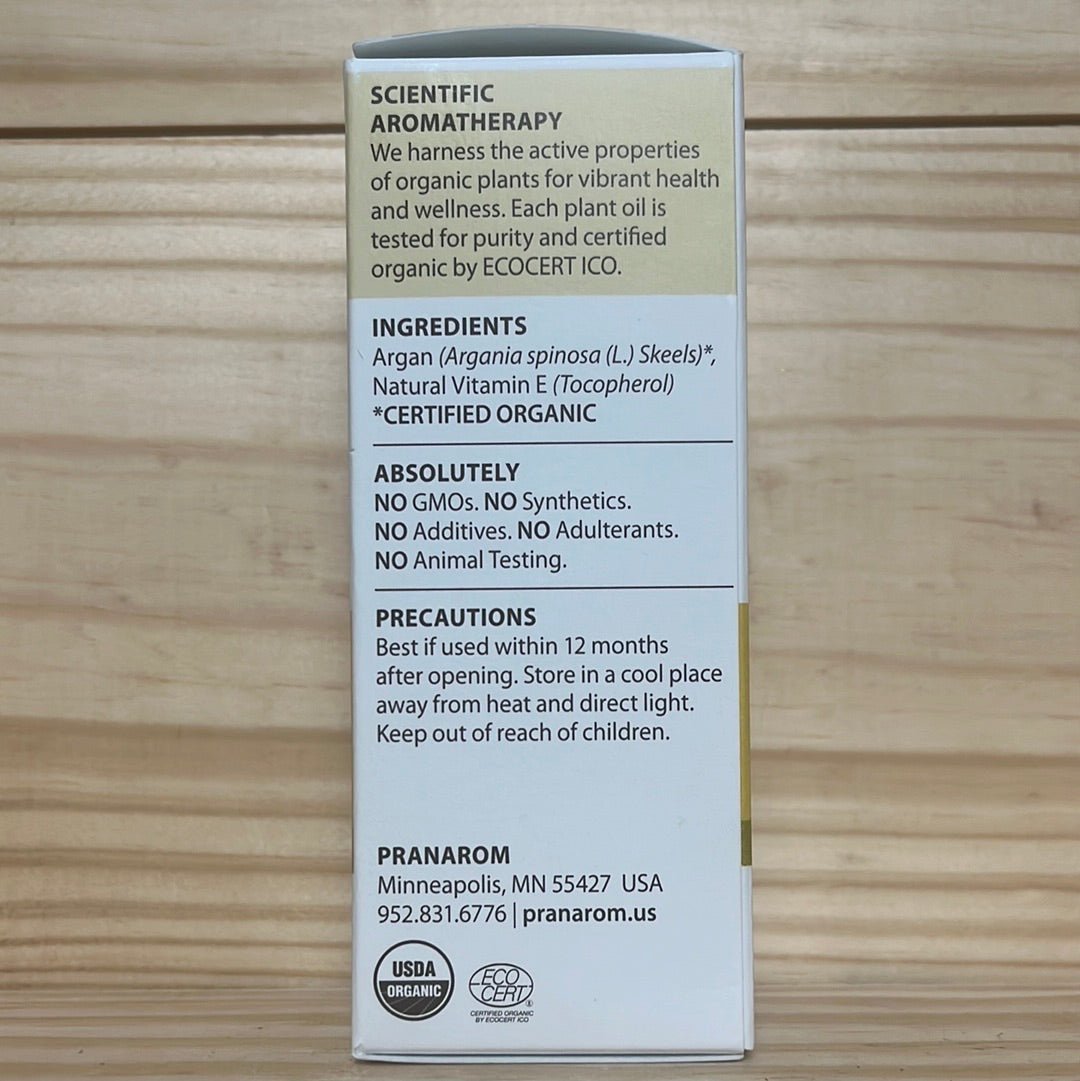 SCIENTIFIC
AROMATHERAPY
We harness the active properties
of organic plants for vibrant health
and wellness. Each plant oil is
tested for purity and certified
organic by ECOCERT ICO.
INGREDIENTS
Argan (Argania spinosa (L.) Skeels)*,
Natural Vitamin E (Tocopherol)
*CERTIFIED ORGANIC
ABSOLUTELY
NO GMOs. NO Synthetics.
NO Additives. NO Adulterants.
NO Animal Testing.
PRECAUTIONS
Best if used within 12 months
after opening. Store in a cool place
away from heat and direct light.
Keep out of reach of children.
PRANAROM
Minneapolis, MN 55427 USA
952.831.6776 | pranarom.us
USDA
ORGANIC
ECO
CERT®
CERTIFIED ORGANIC
BY ECOCERT ICO